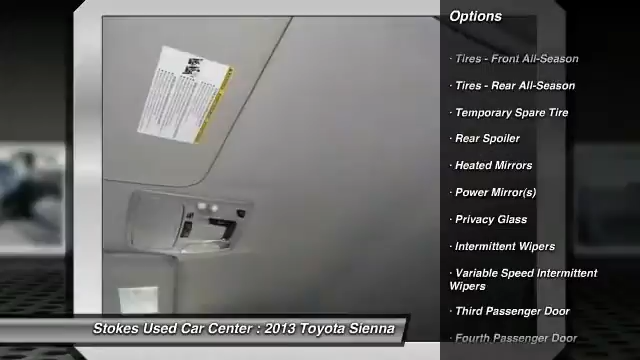 Options
· Tires - Front All-Season
· Tires - Rear All-Season
· Temporary Spare Tire
· Rear Spoiler
· Heated Mirrors
· Power Mirror(s)
· Privacy Glass
· Intermittent Wipers
· Variable Speed Intermittent
Wipers
· Third Passenger Door
· Fourth Passenger Door
Stokes Used Car Center : 2013 Toyota Sienna